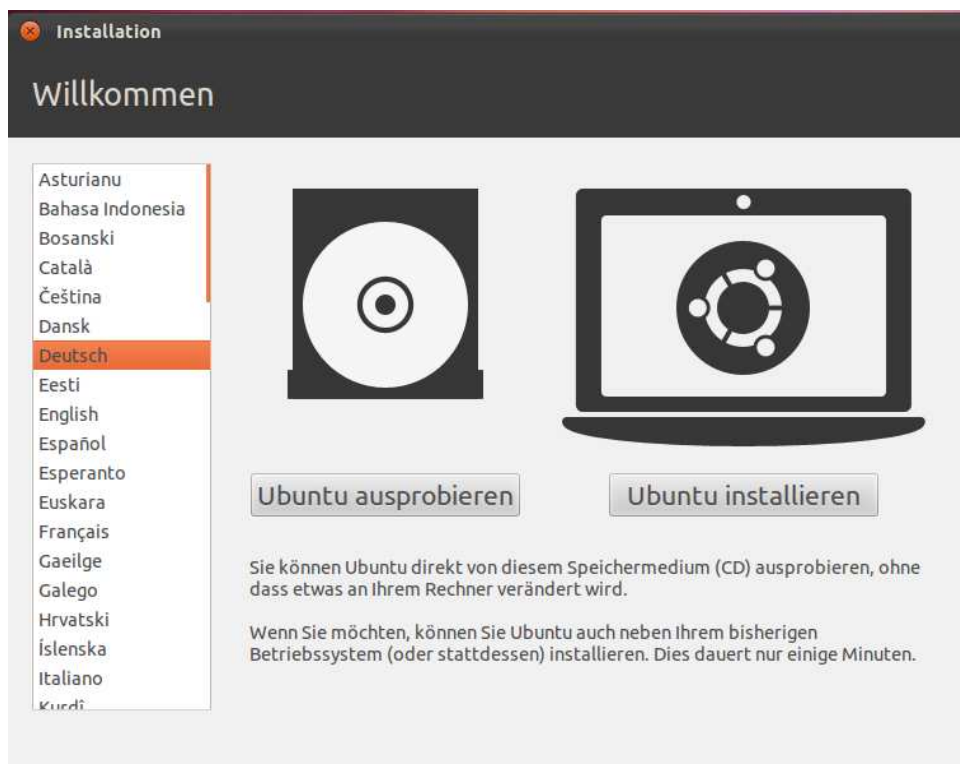 Installation
Willkommen
Asturianu
Bahasa Indonesia
Bosanski
Català
Čeština
Dansk
Deutsch
Eesti
English
Español
Esperanto
Euskara
Français
Gaeilge
Galego
Hrvatski
Íslenska
Italiano
Kurdî
Ubuntu ausprobieren
Ubuntu installieren
Sie können Ubuntu direkt von diesem Speichermedium (CD) ausprobieren, ohne
dass etwas an Ihrem Rechner verändert wird.
Wenn Sie möchten, können Sie Ubuntu auch neben Ihrem bisherigen
Betriebssystem (oder stattdessen) installieren. Dies dauert nur einige Minuten.